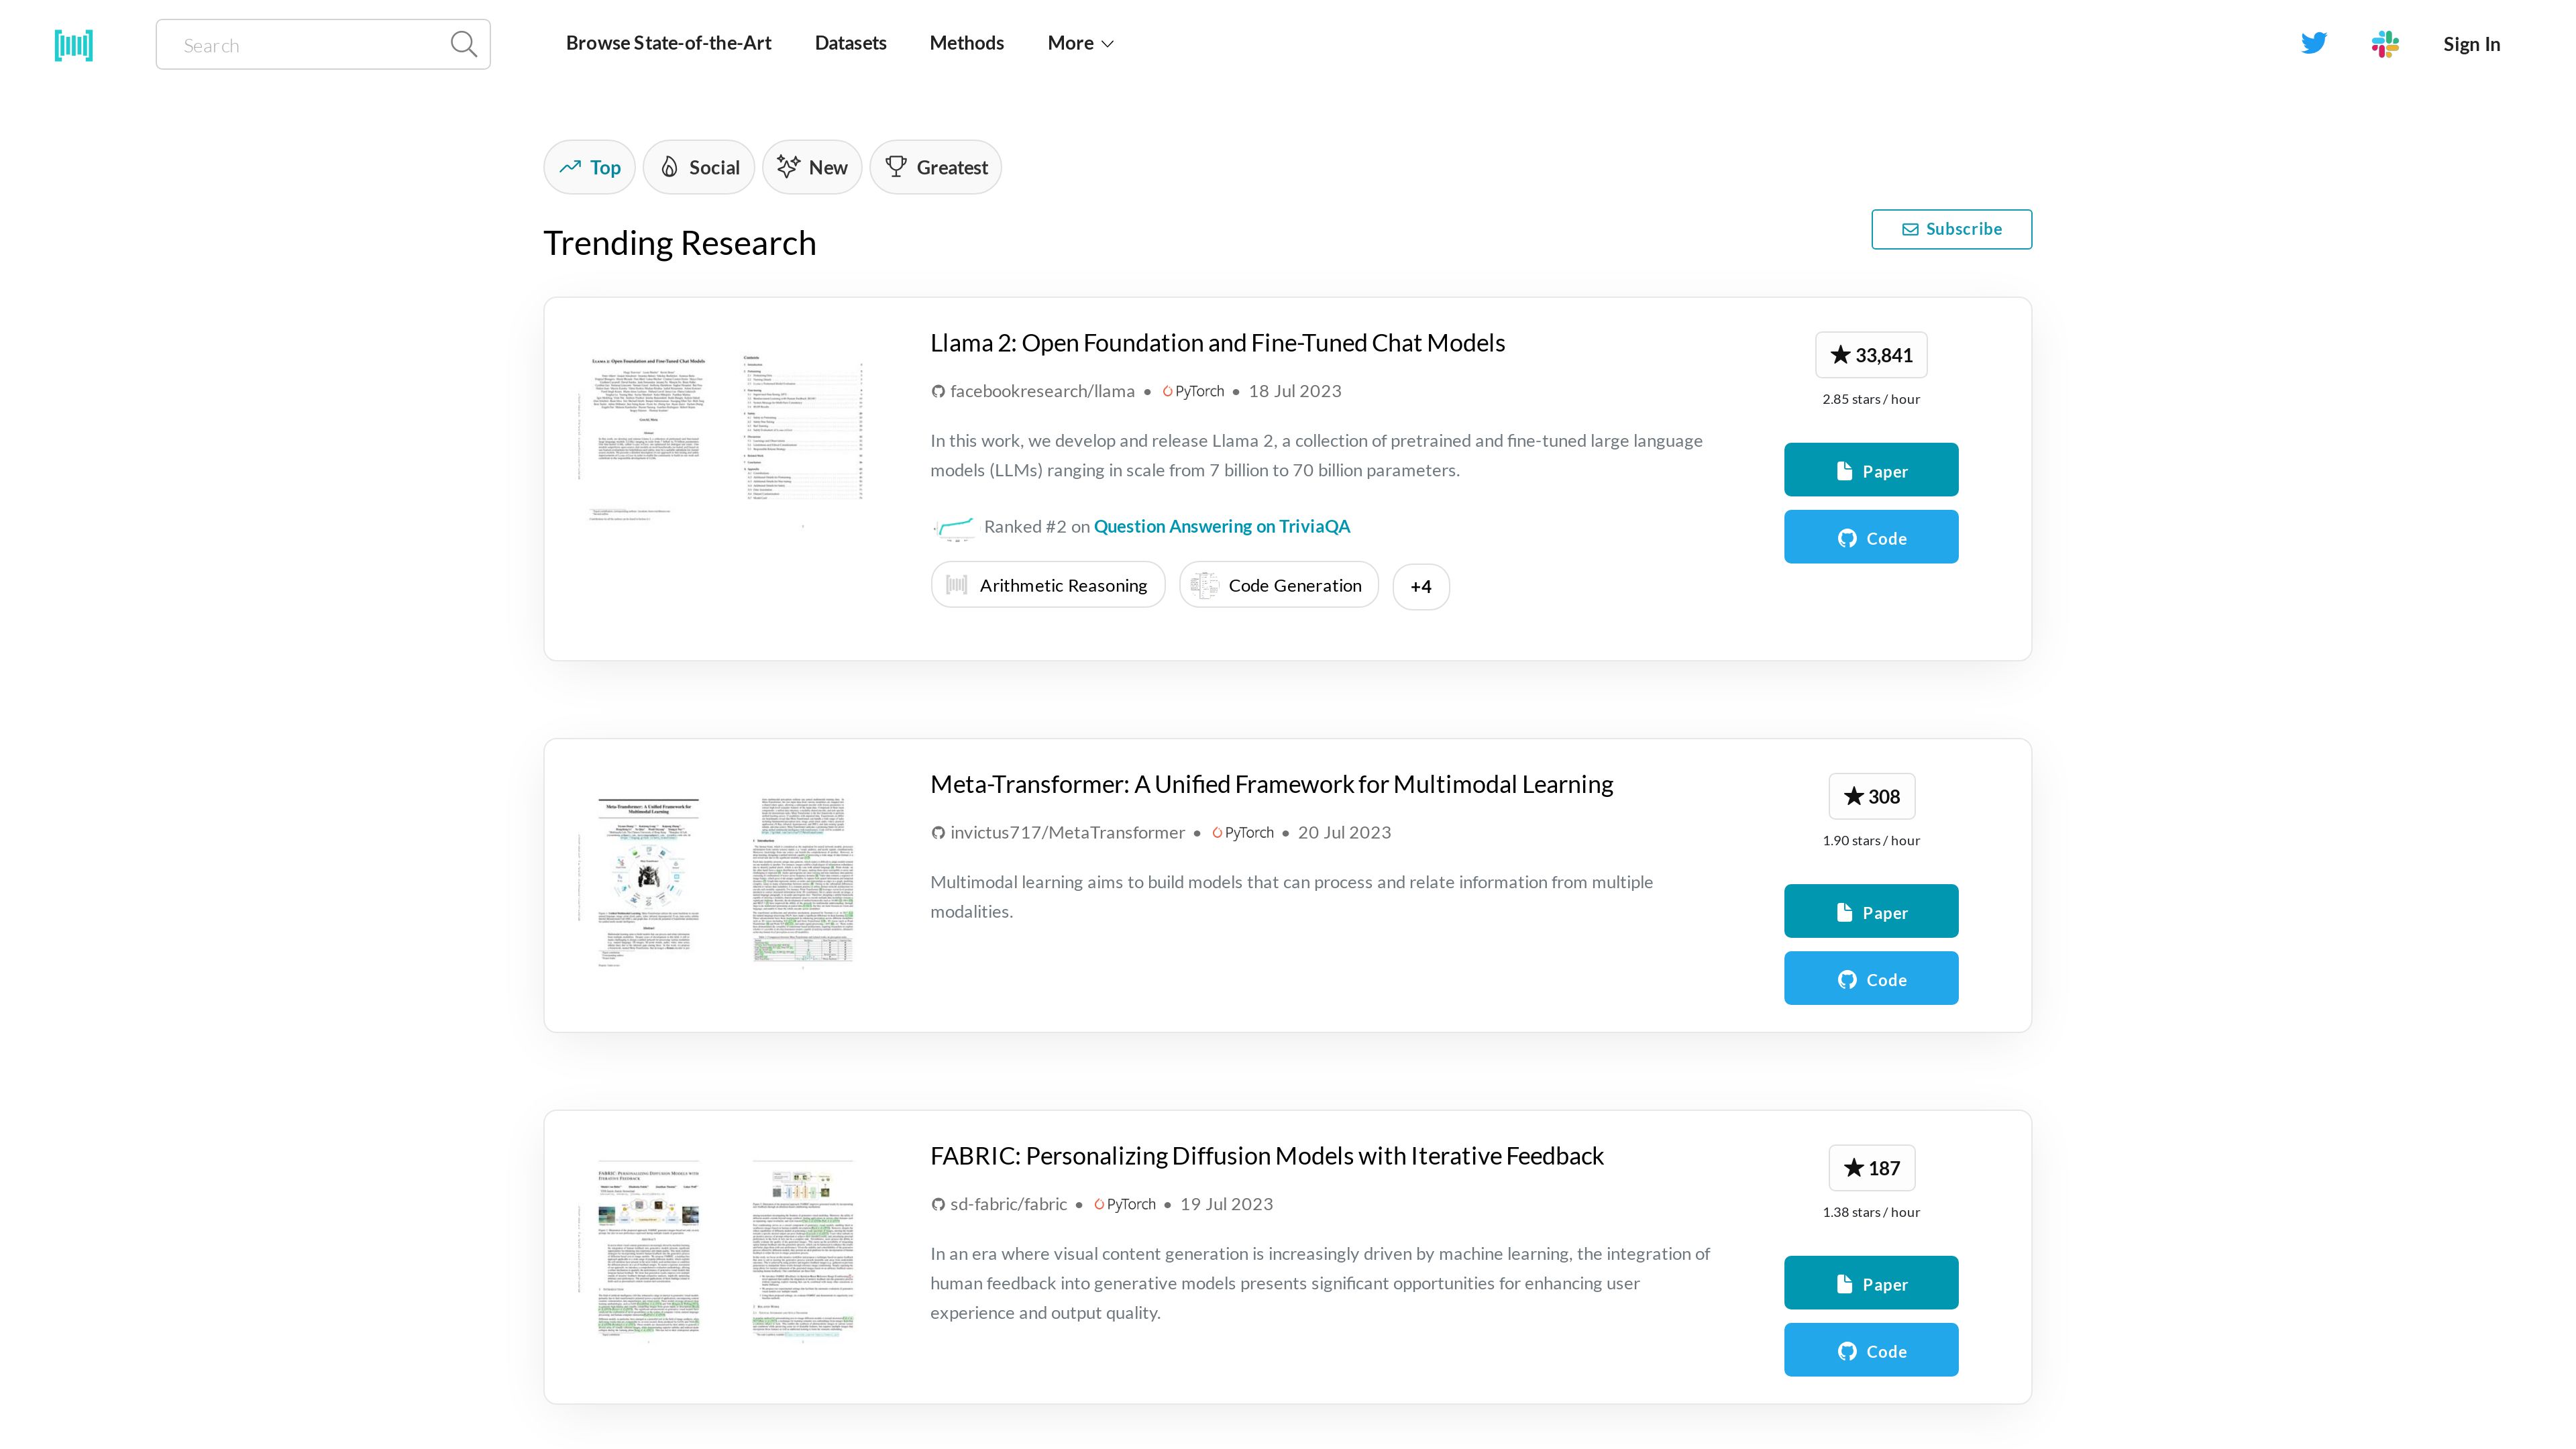 Search
Browse State-of-the-Art
Datasets
Methods
More
Sign In
Top
Social
New
Greatest
Trending Research
Subscribe
Llama 2: Open Foundation and Fine-Tuned Chat Models
facebookresearch/llama • PyTorch • 18 Jul 2023
In this work, we develop and release Llama 2, a collection of pretrained and fine-tuned large language
models (LLMs) ranging in scale from 7 billion to 70 billion parameters.
Ranked #2 on Question Answering on TriviaQA
Arithmetic Reasoning
Code Generation
+4
33,841
2.85 stars / hour
Paper
Code
Meta-Transformer: A Unified Framework for Multimodal Learning
invictus717/MetaTransformer • PyTorch • 20 Jul 2023
Multimodal learning aims to build models that can process and relate information from multiple
modalities.
308
1.90 stars / hour
Paper
Code
FABRIC: Personalizing Diffusion Models with Iterative Feedback
sd-fabric/fabric • PyTorch • 19 Jul 2023
In an era where visual content generation is increasingly driven by machine learning, the integration of
human feedback into generative models presents significant opportunities for enhancing user
experience and output quality.
187
1.38 stars / hour
Paper
Code